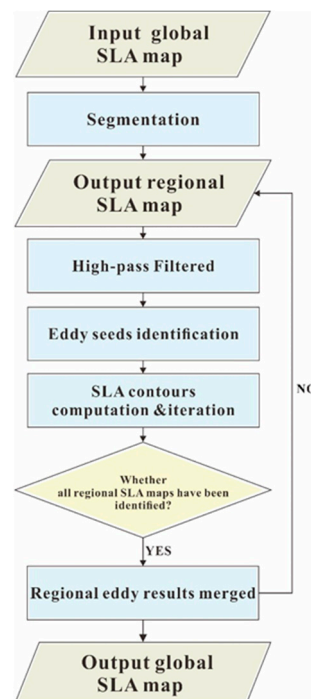 Input global
SLA map
Segmentation
Output regional
SLA map
High-pass Filtered
Eddy seeds identification
SLA contours
computation &iteration
NO
Whether
all regional SLA maps have been
identified?
YES
Regional eddy results merged
Output global
SLA map